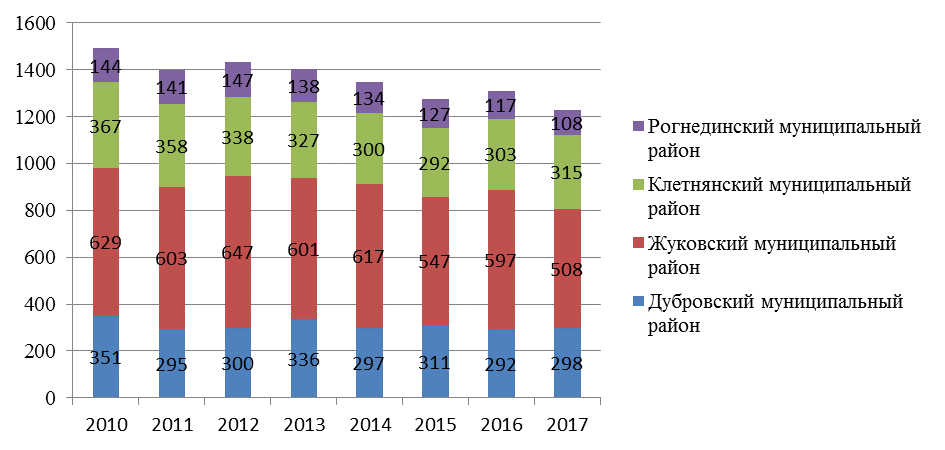 1600
1400
1200
1000
800
600
400
200
0
144 141 147 138 134 127 117 108
367 358 338 327 300 292 303 315
629 603 647 601 617 547 597 508
351 295 300 336 297 311 292 298
2010 2011 2012 2013 2014 2015 2016 2017
Рогнединский муниципальный
район
Клетнянский муниципальный
район
Жуковский муниципальный
район
Дубровский муниципальный
район